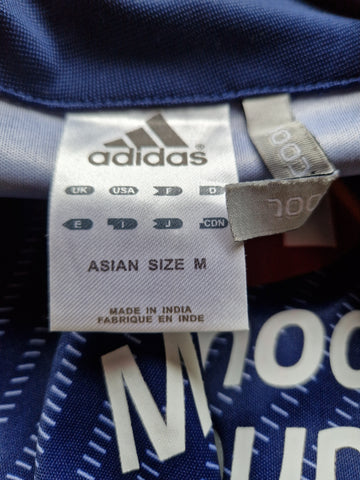 adidas
UK USA F D
E I J CDN
ASIAN SIZE M
MADE IN INDIA
FABRIQUE EN INDE